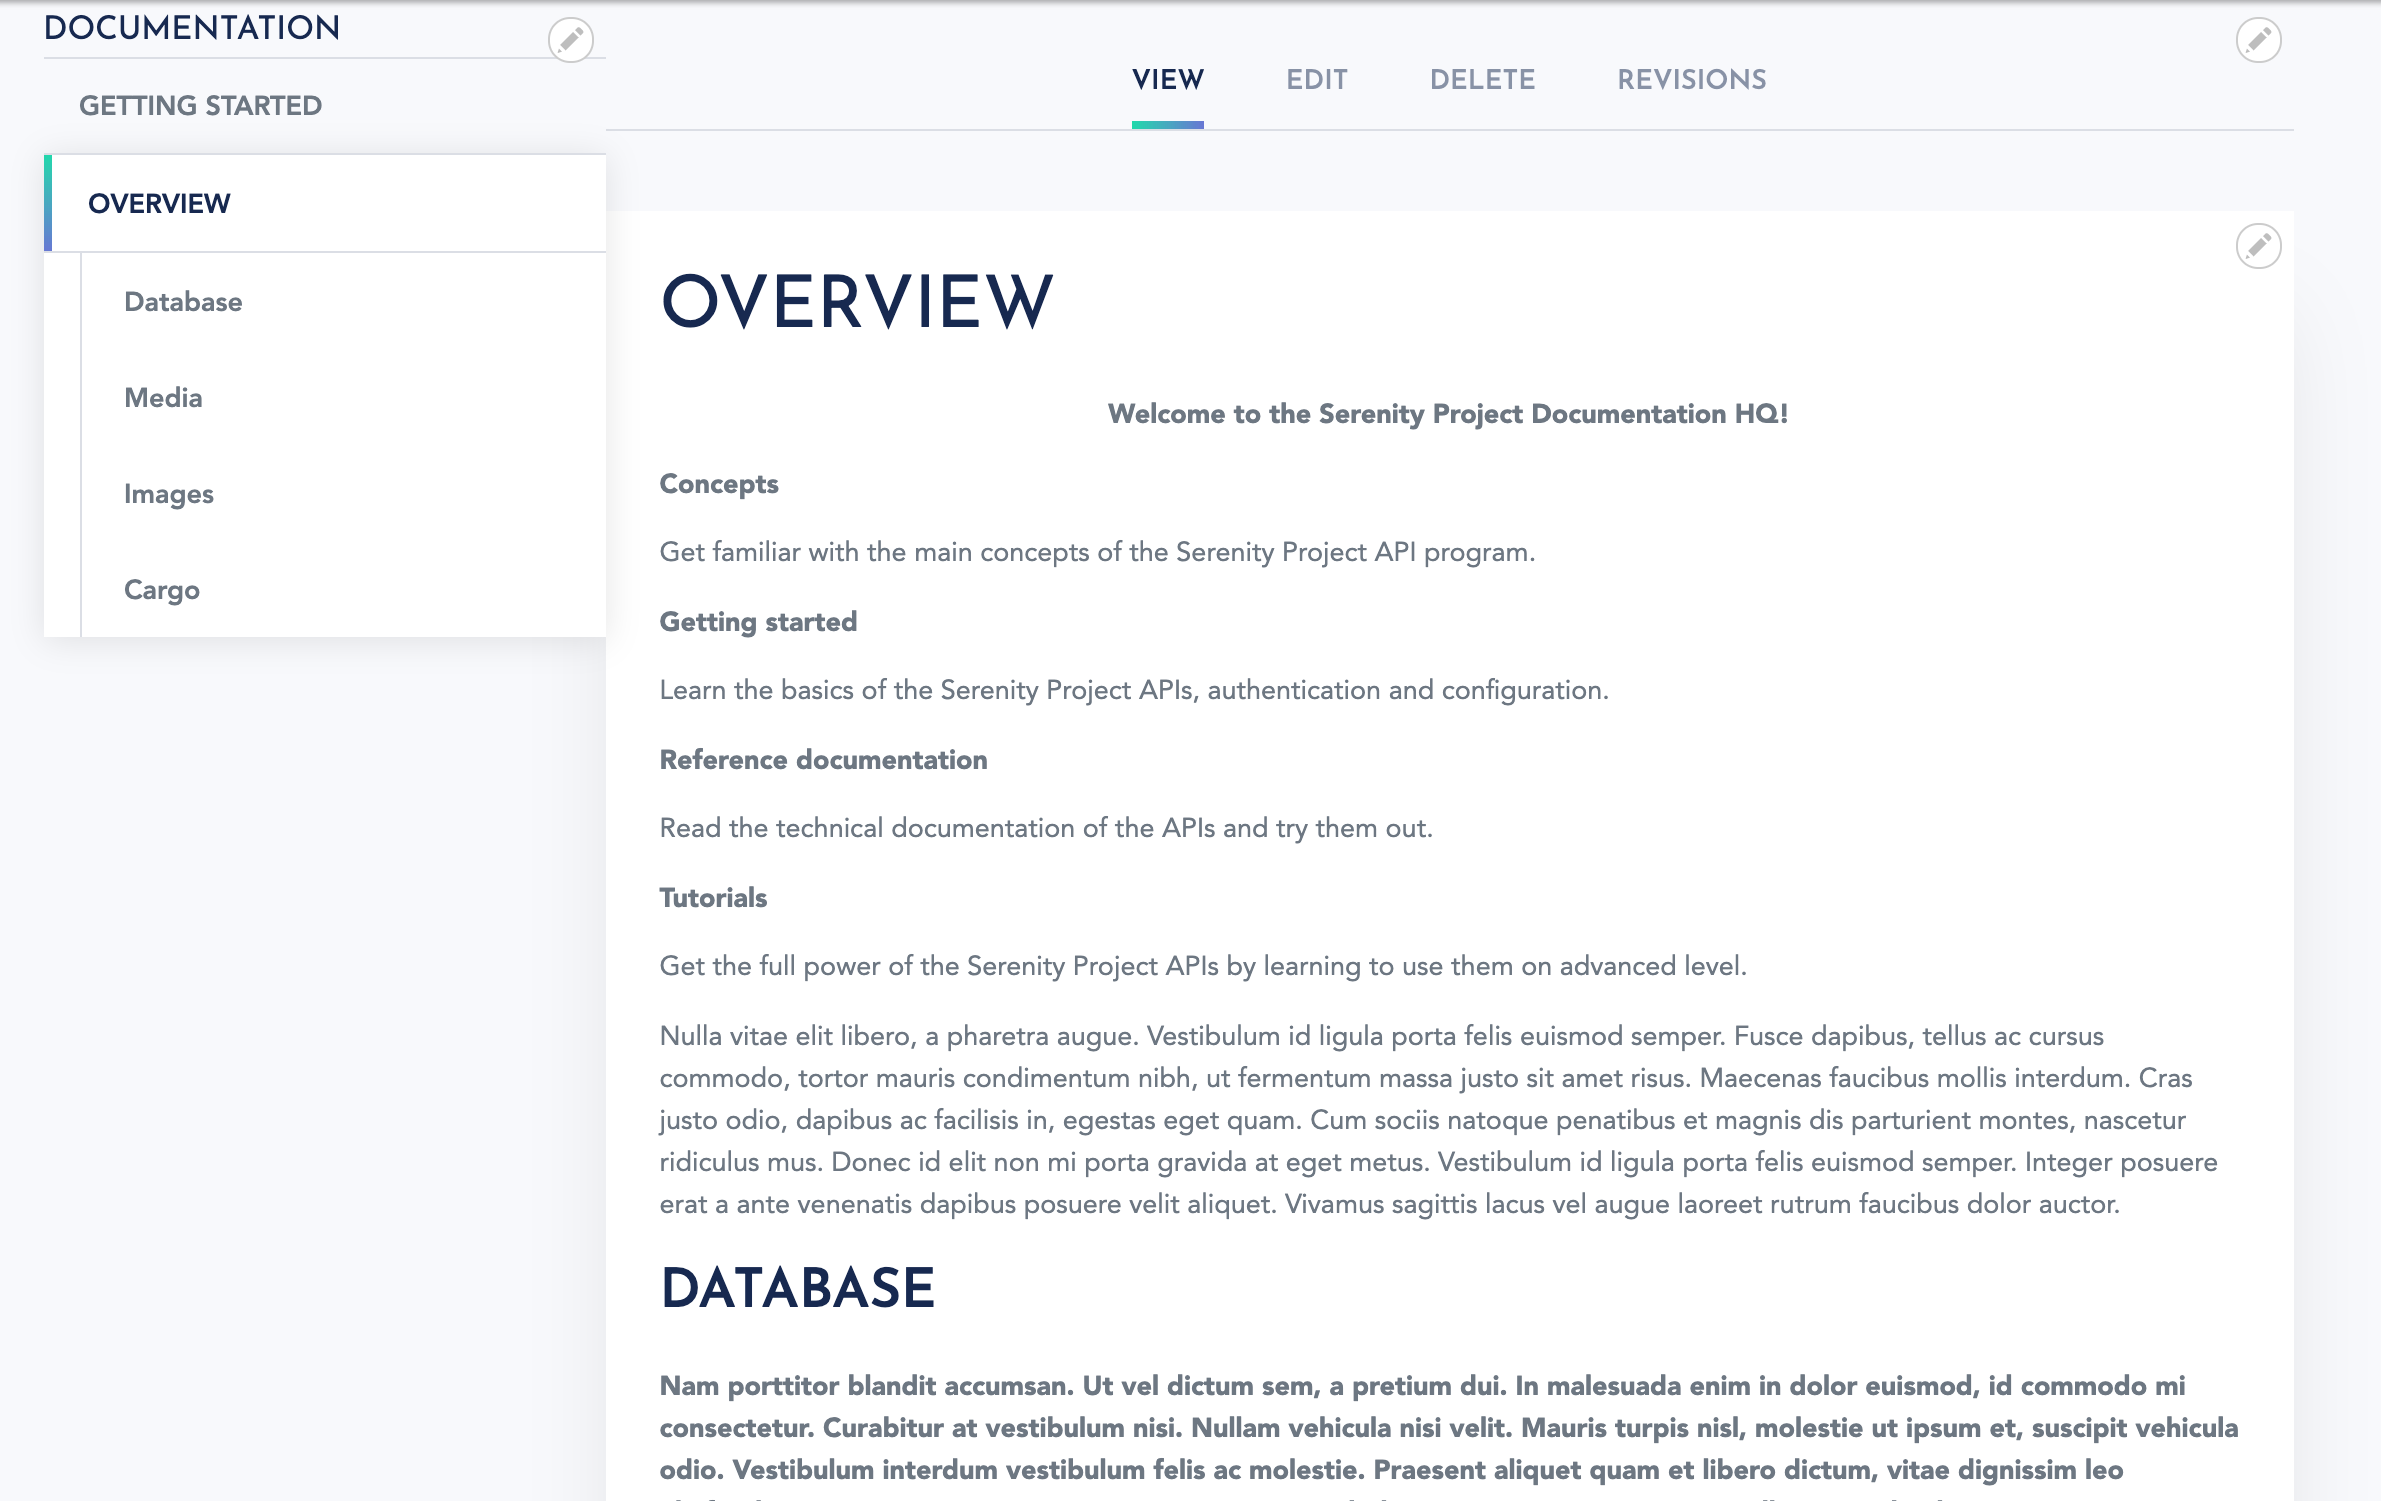 DOCUMENTATION
GETTING STARTED
OVERVIEW
Database
Media
Images
Cargo
VIEW EDIT DELETE REVISIONS
OVERVIEW
Welcome to the Serenity Project Documentation HQ!
Concepts
Get familiar with the main concepts of the Serenity Project API program.
Getting started
Learn the basics of the Serenity Project APIs, authentication and configuration.
Reference documentation
Read the technical documentation of the APIs and try them out.
Tutorials
Get the full power of the Serenity Project APIs by learning to use them on advanced level.
Nulla vitae elit libero, a pharetra augue. Vestibulum id ligula porta felis euismod semper. Fusce dapibus, tellus ac cursus
commodo, tortor mauris condimentum nibh, ut fermentum massa justo sit amet risus. Maecenas faucibus mollis interdum. Cras
justo odio, dapibus ac facilisis in, egestas eget quam. Cum sociis natoque penatibus et magnis dis parturient montes, nascetur
ridiculus mus. Donec id elit non mi porta gravida at eget metus. Vestibulum id ligula porta felis euismod semper. Integer posuere
erat a ante venenatis dapibus posuere velit aliquet. Vivamus sagittis lacus vel augue laoreet rutrum faucibus dolor auctor.
DATABASE
Nam porttitor blandit accumsan. Ut vel dictum sem, a pretium dui. In malesuada enim in dolor euismod, id commodo mi
consectetur. Curabitur at vestibulum nisi. Nullam vehicula nisi velit. Mauris turpis nisl, molestie ut ipsum et, suscipit vehicula
odio. Vestibulum interdum vestibulum felis ac molestie. Praesent aliquet quam et libero dictum, vitae dignissim leo